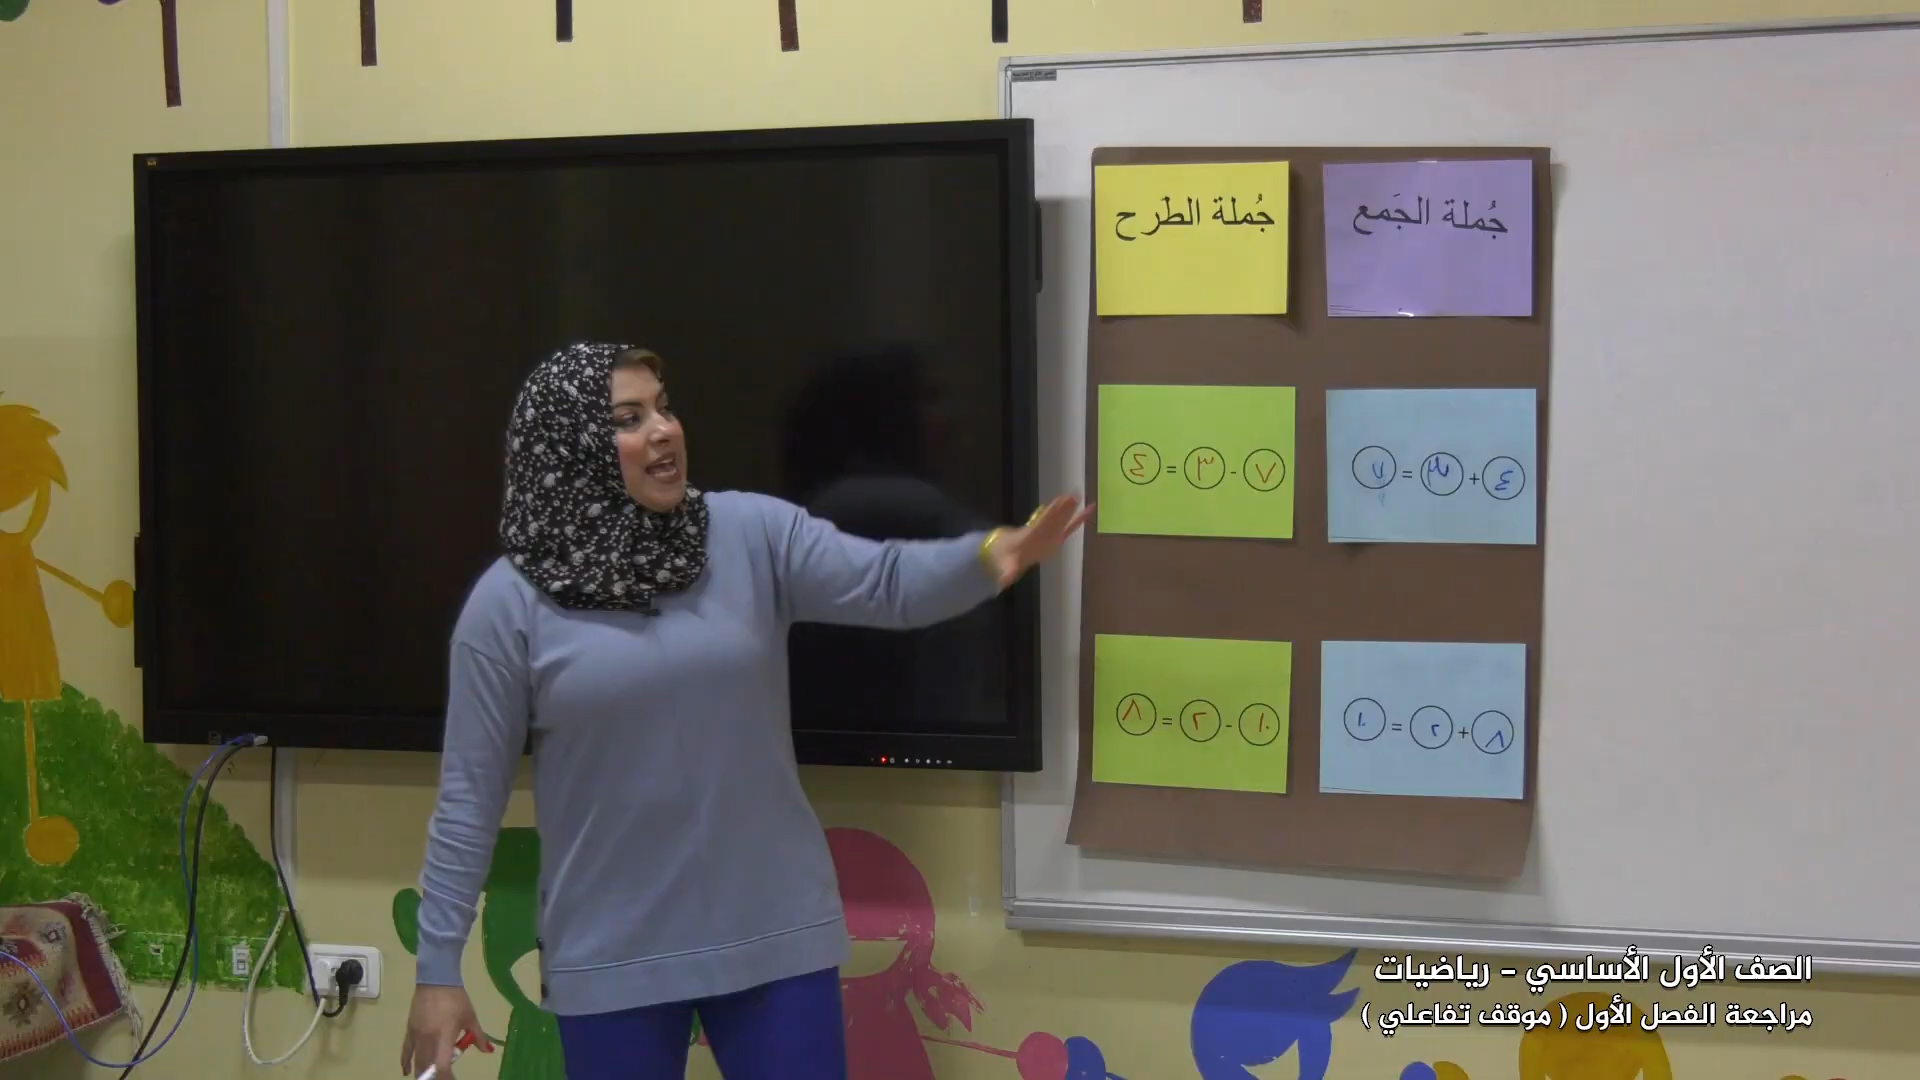 جُملة الجَمع
جُملة الطرح
٤ + ٣ = ٧
٧ - ٣ = ٤
٨ + ٢ = ١٠
١٠ - ٢ = ٨
الصف الأول الأساسي - رياضيات
مراجعة الفصل الأول ( موقف تفاعلي )